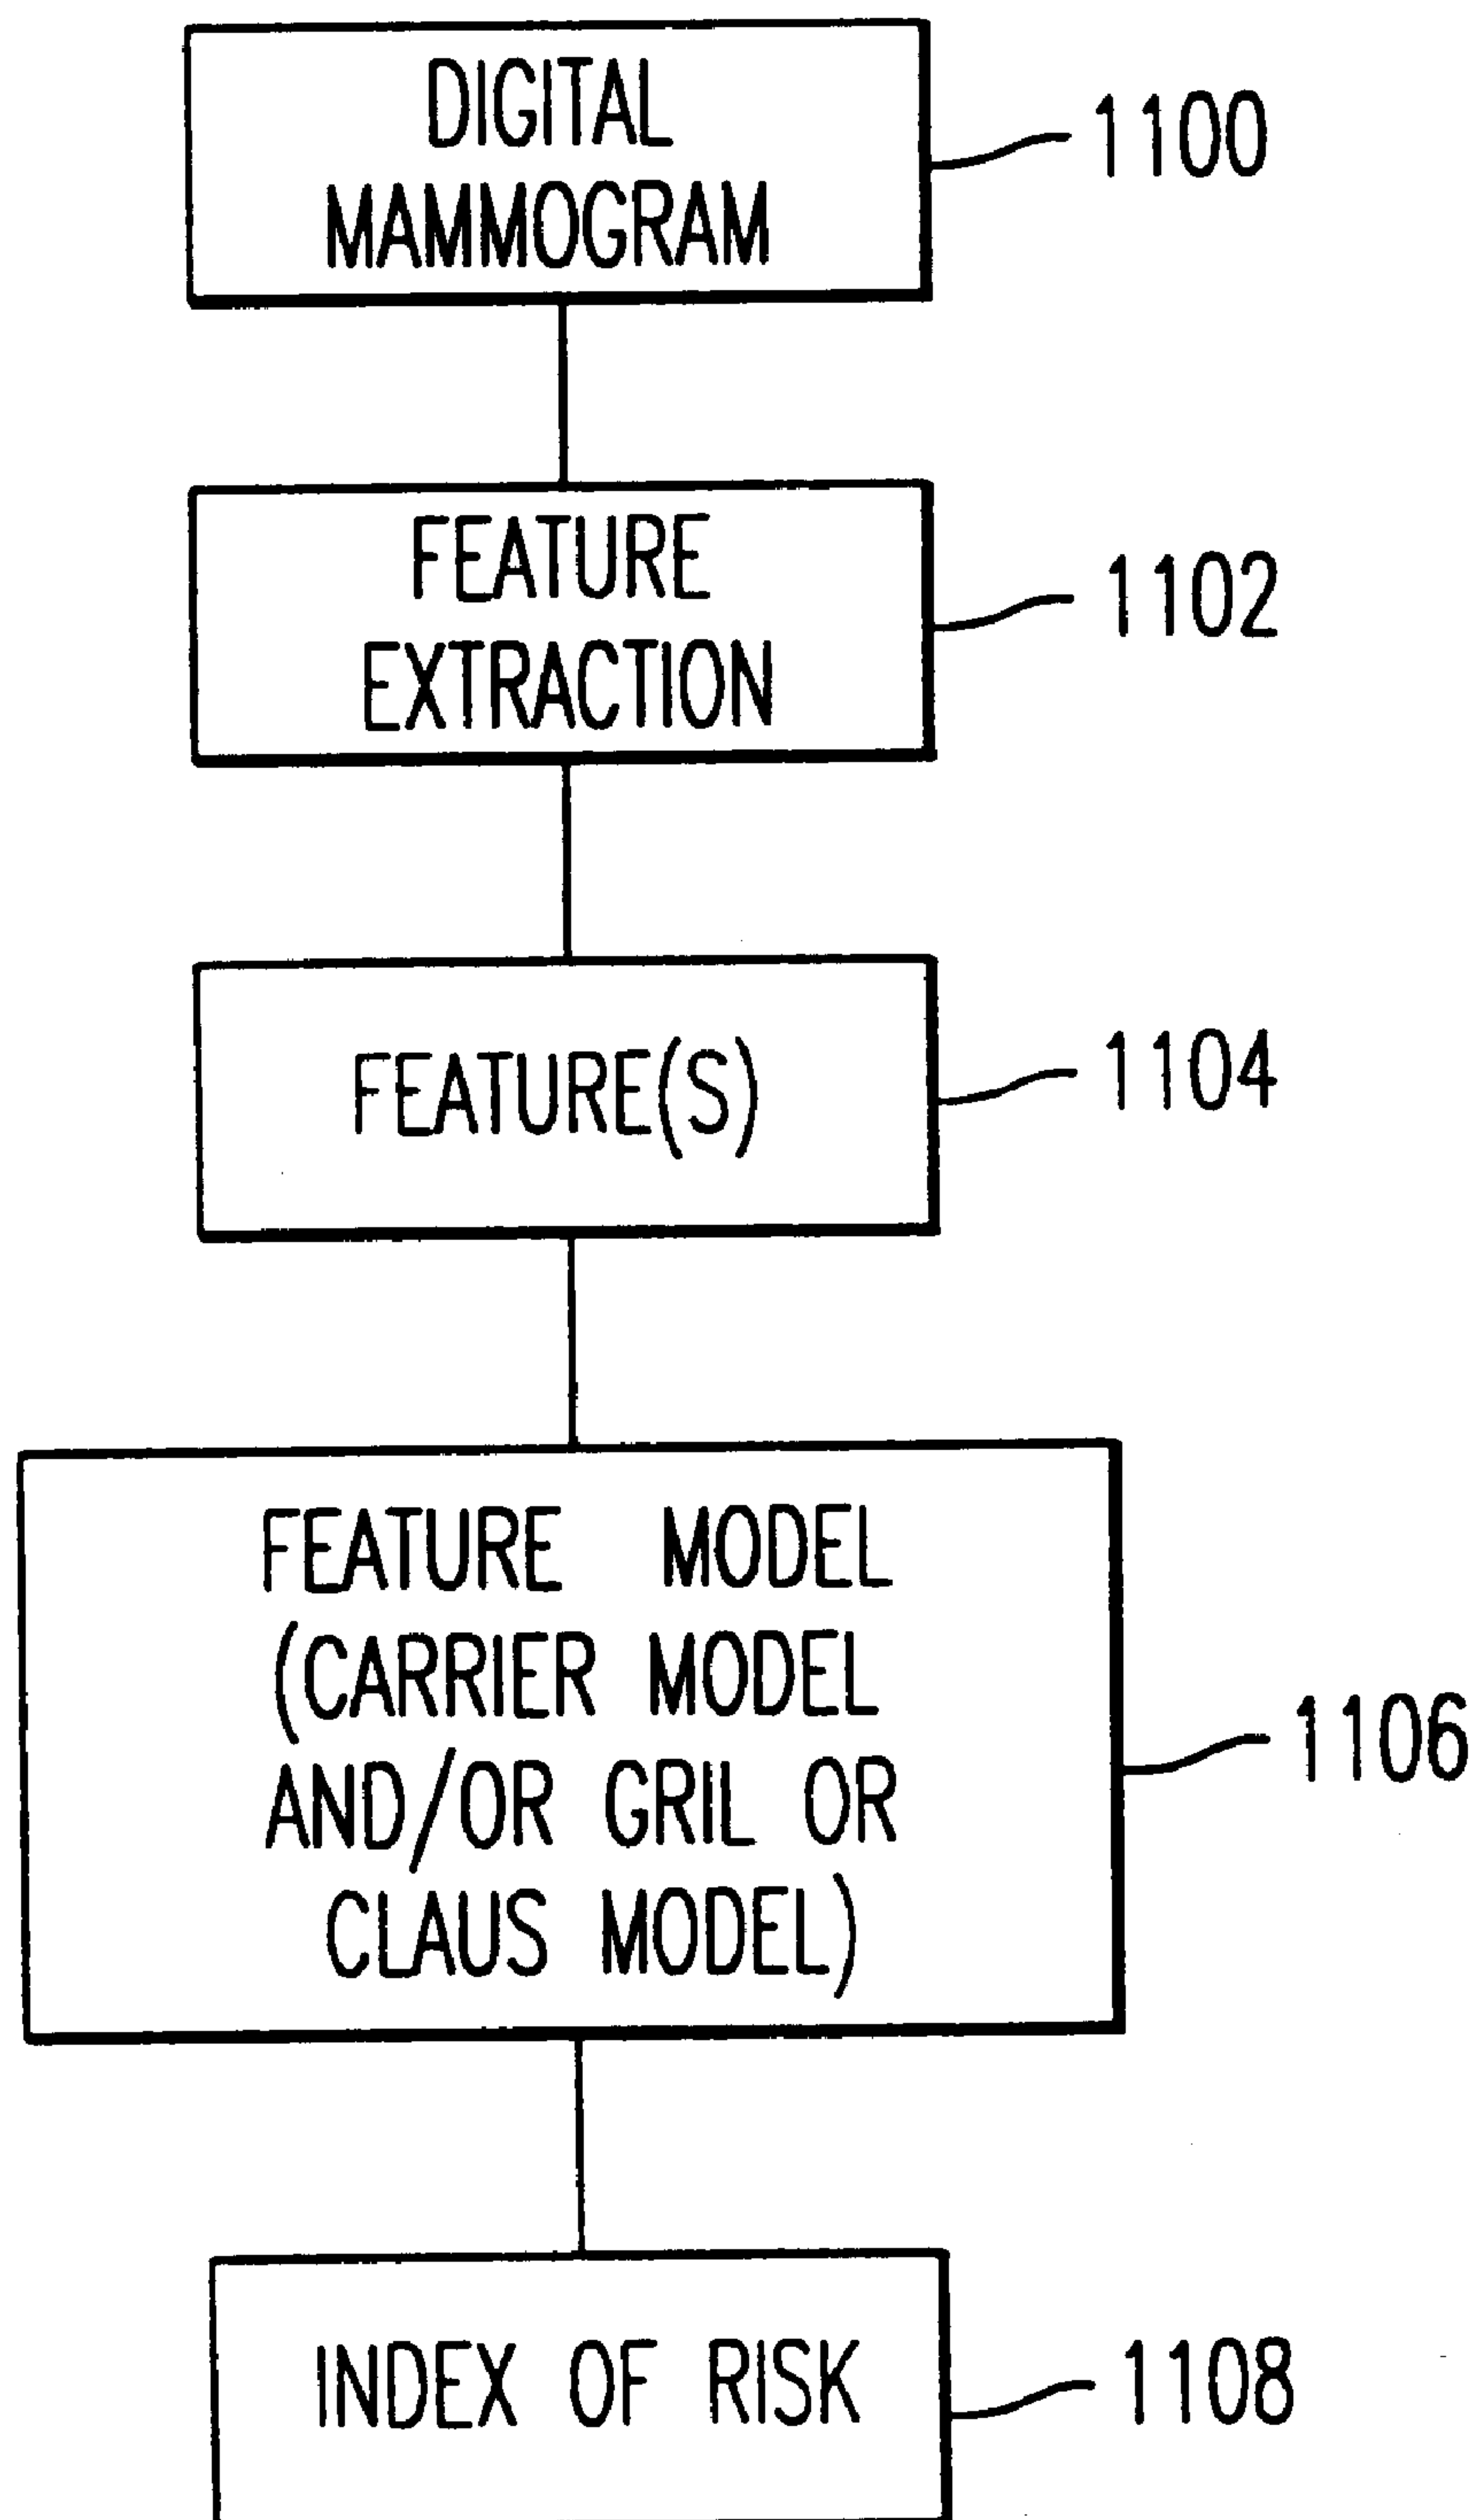 DIGITAL
MAMMOGRAM
1100
FEATURE
EXTRACTION
1102
FEATURE(S)
1104
FEATURE MODEL
(CARRIER MODEL
AND/OR GRIL OR
CLAUS MODEL)
1106
INDEX OF RISK
1108